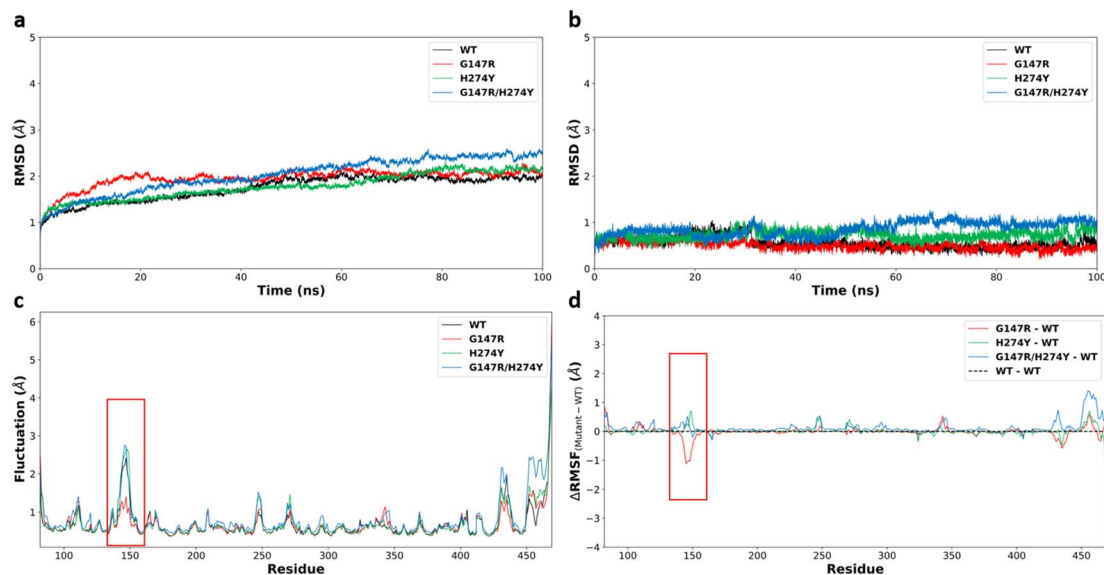 a
5
4
3
2
1
0
0 20 40 60 80 100
RMSD (Å)
Time (ns)
WT
G147R
H274Y
G147R/H274Y
b
5
4
3
2
1
0
0 20 40 60 80 100
RMSD (Å)
Time (ns)
WT
G147R
H274Y
G147R/H274Y
c
6
5
4
3
2
1
100 150 200 250 300 350 400 450
Fluctuation (Å)
Residue
WT
G147R
H274Y
G147R/H274Y
d
4
3
2
1
0
−1
−2
−3
−4
100 150 200 250 300 350 400 450
ΔRMSF(Mutant−WT) (Å)
Residue
G147R - WT
H274Y - WT
G147R/H274Y - WT
WT - WT